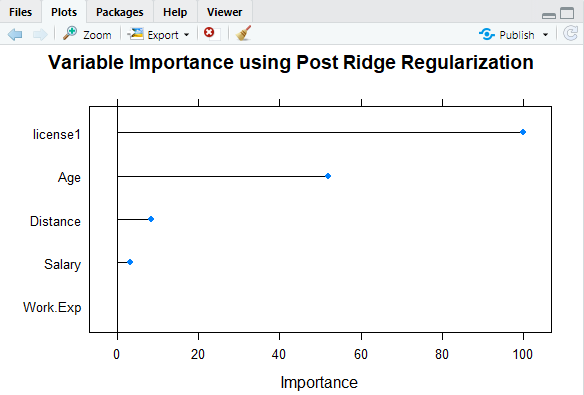 Files Plots Packages Help Viewer
Zoom Export Publish
Variable Importance using Post Ridge Regularization
license1
Age
Distance
Salary
Work.Exp
0 20 40 60 80 100
Importance